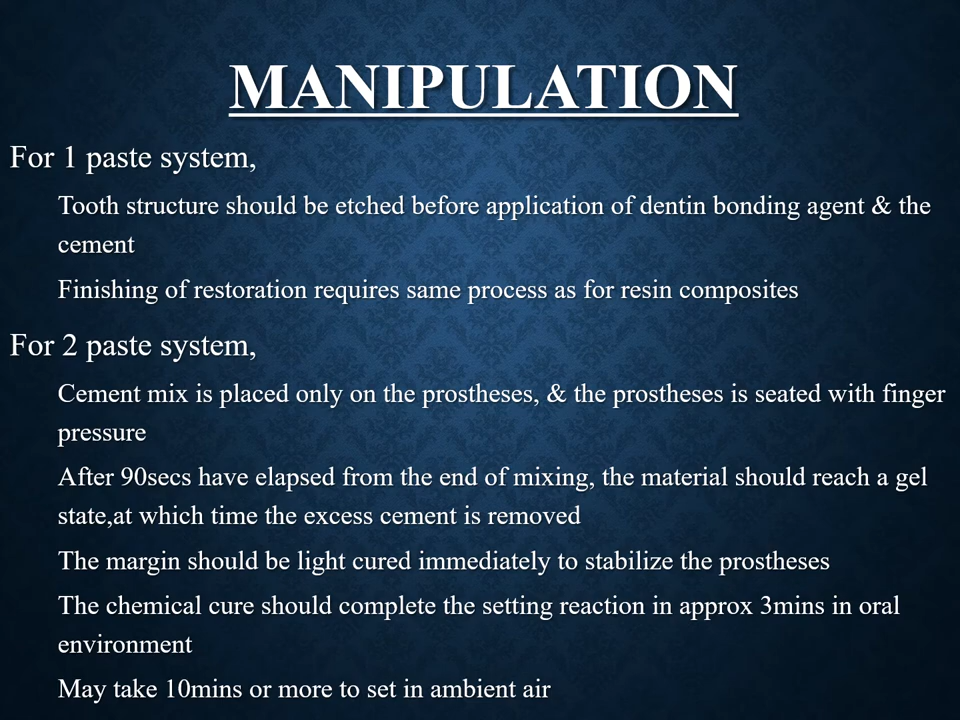 MANIPULATION
For 1 paste system,
Tooth structure should be etched before application of dentin bonding agent & the
cement
Finishing of restoration requires same process as for resin composites
For 2 paste system,
Cement mix is placed only on the prostheses, & the prostheses is seated with finger
pressure
After 90secs have elapsed from the end of mixing, the material should reach a gel
state,at which time the excess cement is removed
The margin should be light cured immediately to stabilize the prostheses
The chemical cure should complete the setting reaction in approx 3mins in oral
environment
May take 10mins or more to set in ambient air